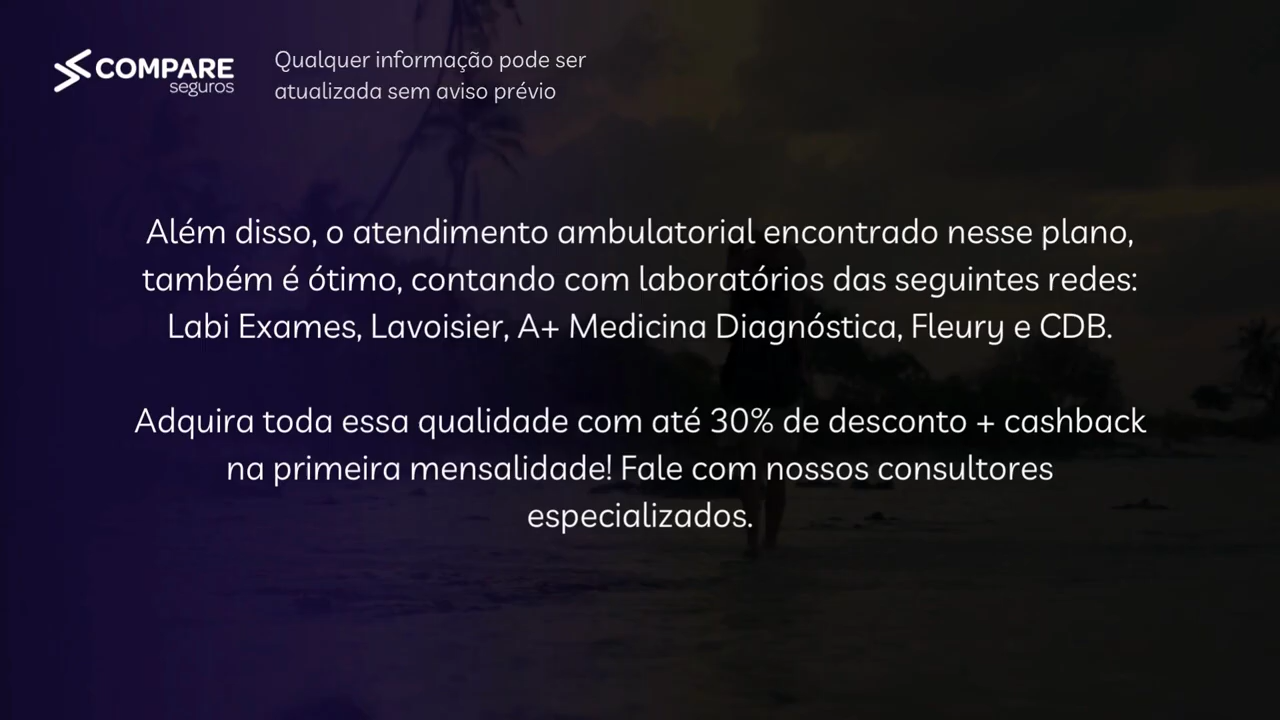 COMPARE
seguros
Qualquer informação pode ser
atualizada sem aviso prévio
Além disso, o atendimento ambulatorial encontrado nesse plano,
também é ótimo, contando com laboratórios das seguintes redes:
Labi Exames, Lavoisier, A+ Medicina Diagnóstica, Fleury e CDB.
Adquira toda essa qualidade com até 30% de desconto + cashback
na primeira mensalidade! Fale com nossos consultores
especializados.